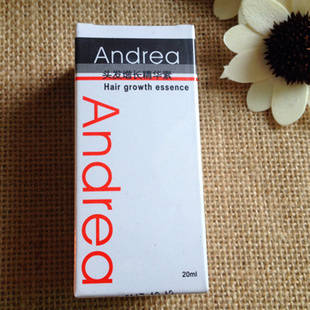 Andrea
头发增长精华素
Hair growth essence
Andrea
20ml